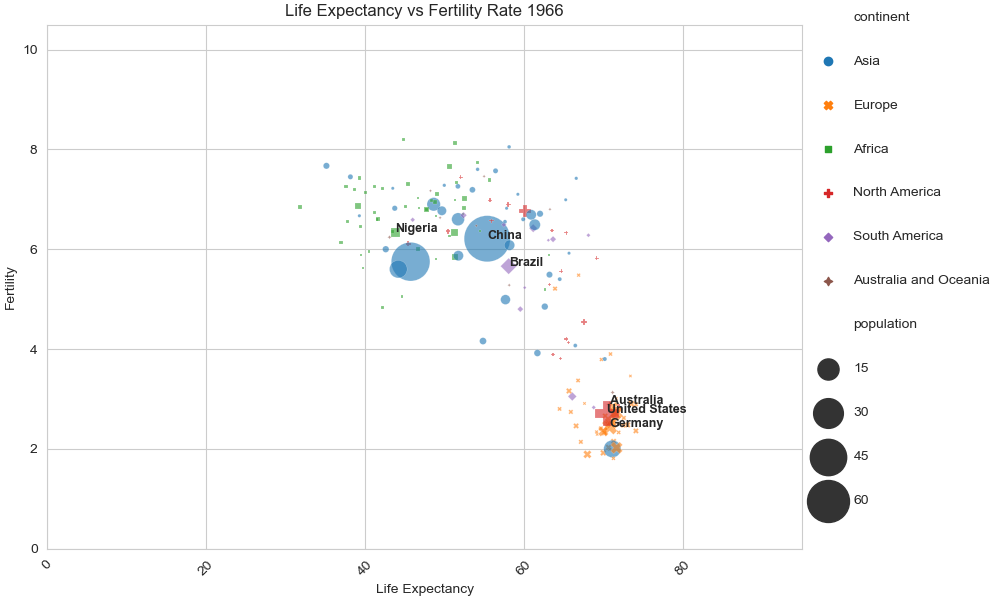 Life Expectancy vs Fertility Rate 1966
continent
Asia
Europe
Africa
North America
South America
Australia and Oceania
population
15
30
45
60
Fertility
10
8
6
4
2
0
Nigeria
China
Brazil
Australia
United States
Germany
0
20
40
60
80
Life Expectancy